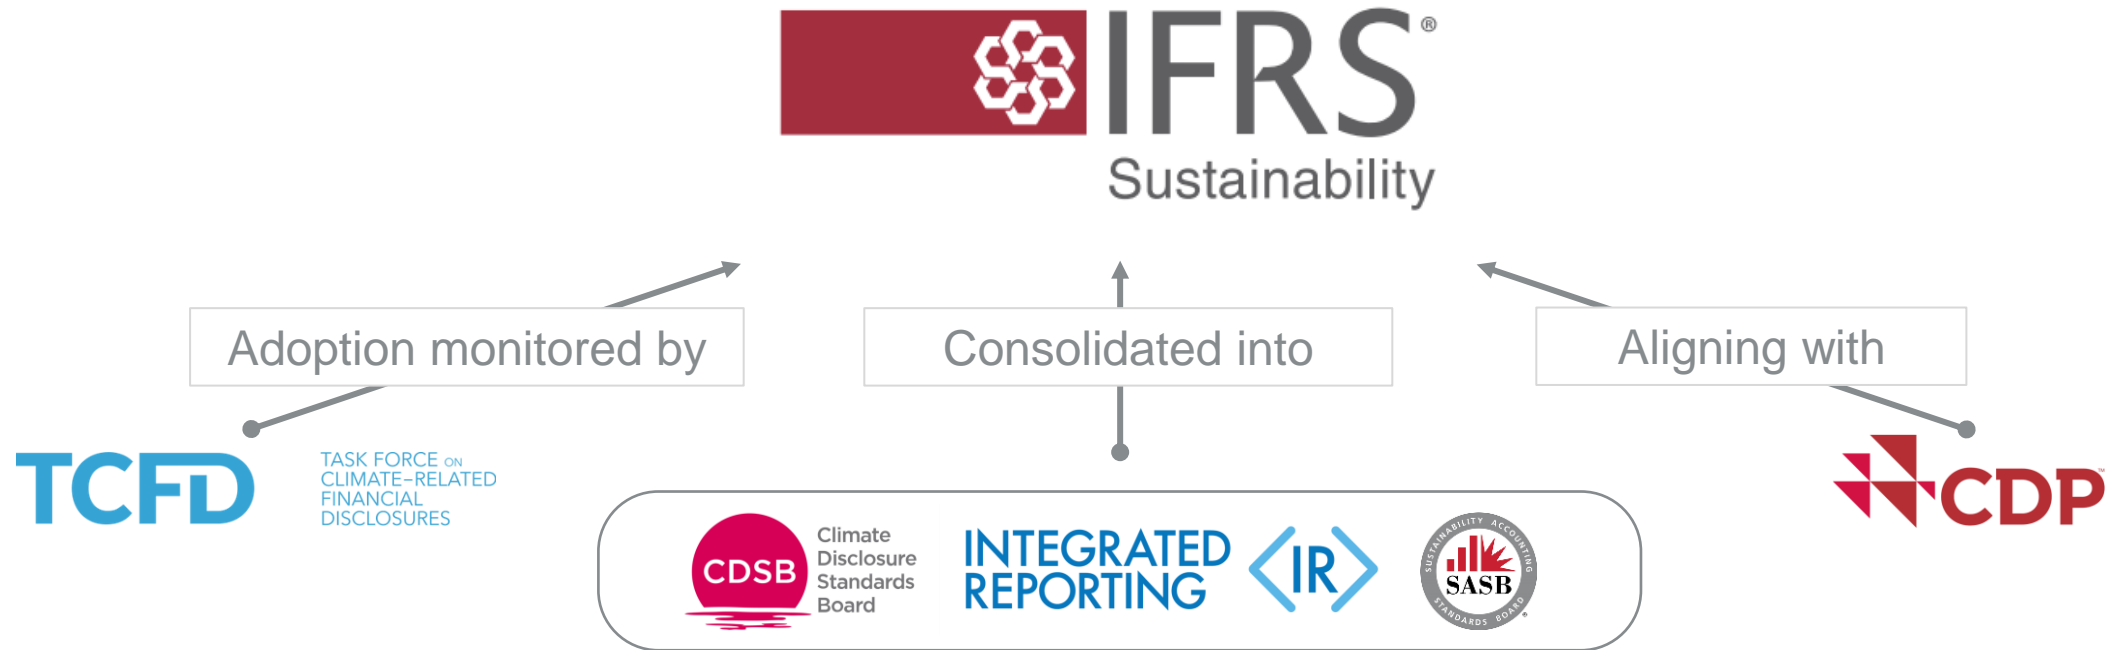 IFRS®
Sustainability
Adoption monitored by
Consolidated into
Aligning with
TCFD
TASK FORCE ON
CLIMATE-RELATED
FINANCIAL
DISCLOSURES
CDSB
Climate
Disclosure
Standards
Board
INTEGRATED
REPORTING
<IR>
SUSTAINABILITY ACCOUNTING
SASB
STANDARDS BOARD®
CDP™